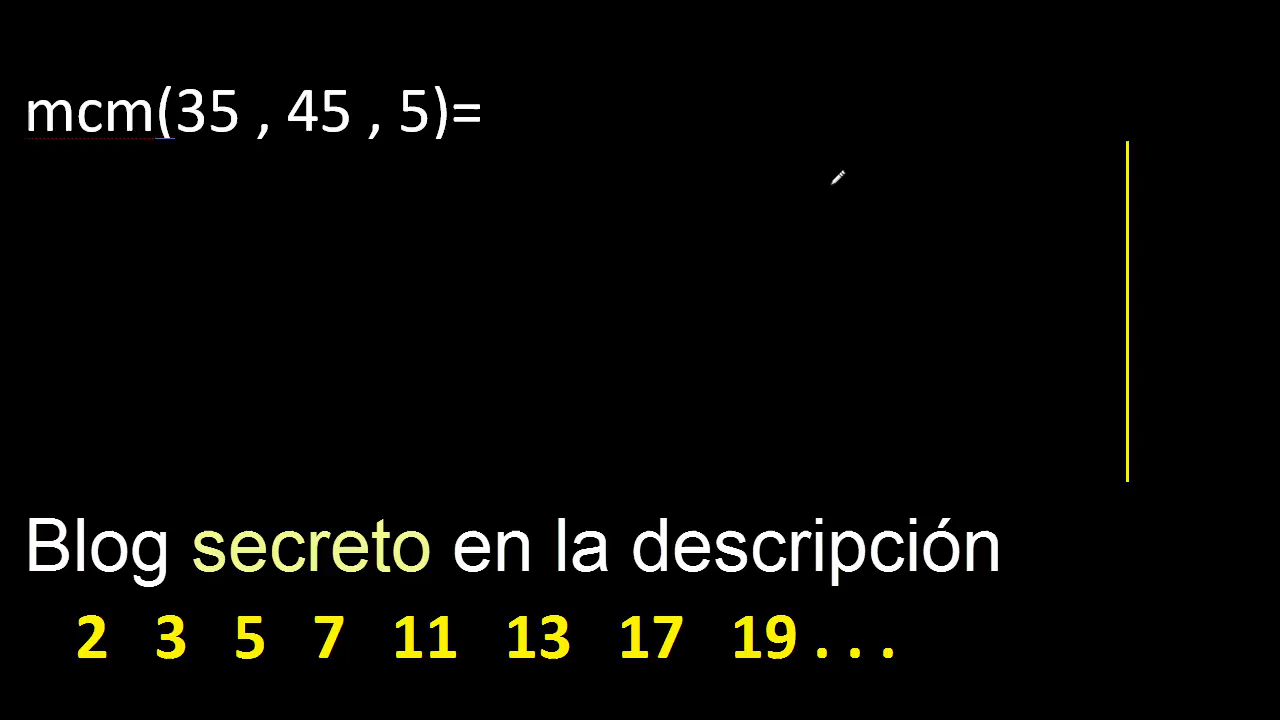 mcm(35 , 45 , 5)=
Blog secreto en la descripción
2 3 5 7 11 13 17 19 . . .